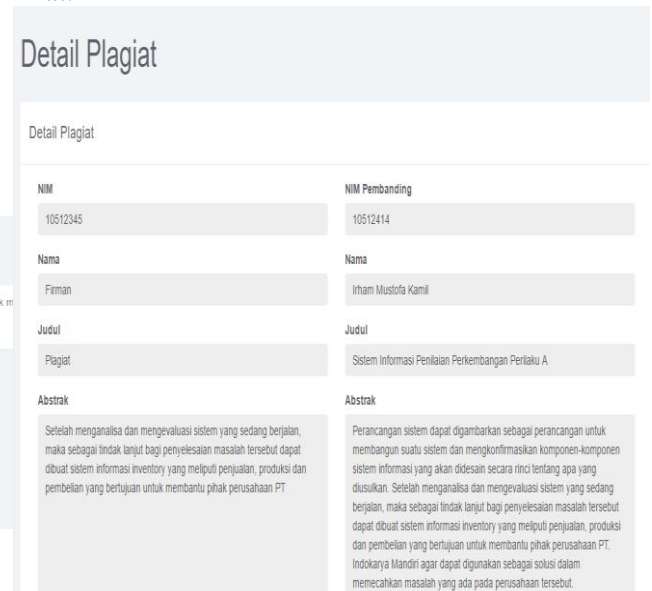 Detail Plagiat
Detail Plagiat
NIM
10512345
Nama
Firman
Judul
Plagiat
Abstrak
Setelah menganalisa dan mengevaluasi sistem yang sedang berjalan,
maka sebagai tindak lanjut bagi penyelesaian masalah tersebut dapat
dibuat sistem informasi inventory yang meliputi penjualan, produksi dan
pembelian yang bertujuan untuk membantu pihak perusahaan PT
NIM Pembanding
10512414
Nama
Irham Mustofa Kamil
Judul
Sistem Informasi Penilaian Perkembangan Perilaku A
Abstrak
Perancangan sistem dapat digambarkan sebagai perancangan untuk
membangun suatu sistem dan mengkonfirmasikan komponen-komponen
sistem informasi yang akan didesain secara rinci tentang apa yang
diusulkan. Setelah menganalisa dan mengevaluasi sistem yang sedang
berjalan, maka sebagai tindak lanjut bagi penyelesaian masalah tersebut
dapat dibuat sistem informasi inventory yang meliputi penjualan, produksi
dan pembelian yang bertujuan untuk membantu pihak perusahaan PT.
Indokarya Mandiri agar dapat digunakan sebagai solusi dalam
memecahkan masalah yang ada pada perusahaan tersebut.